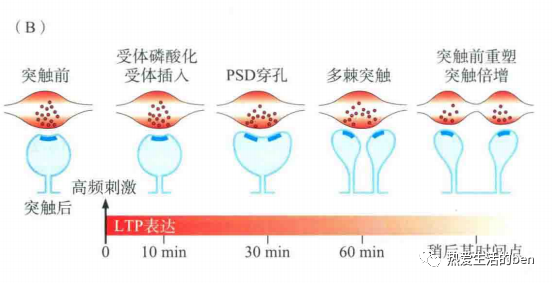 （B）
突触前
受体磷酸化
受体插入
PSD穿孔
多棘突触
突触前重塑
突触倍增
突触后
高频刺激
LTP表达
0
10 min
30 min
60 min
稍后某时间点
热爱生活的ben